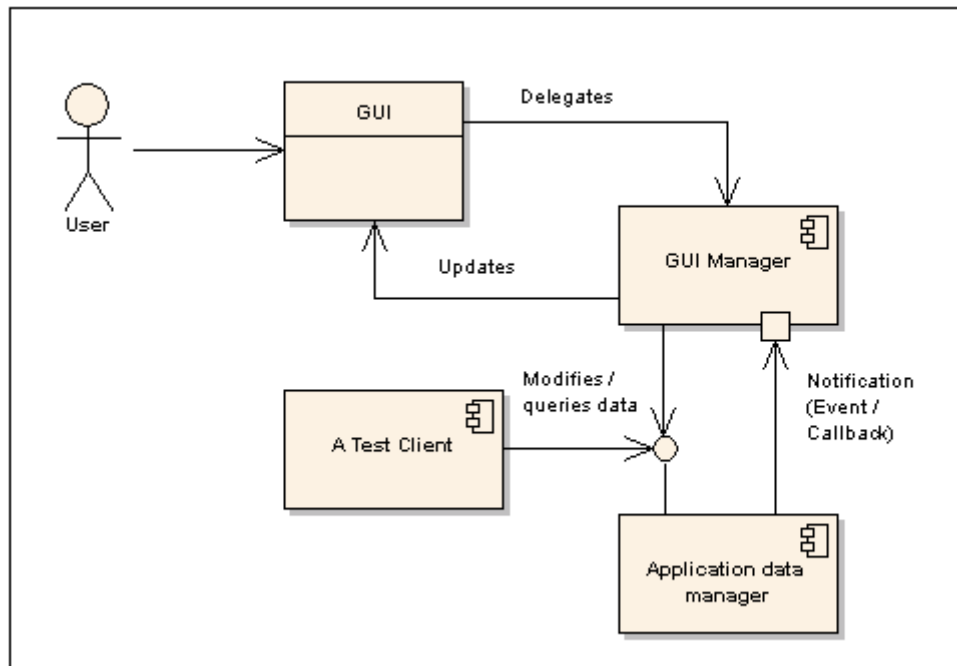 GUI
Delegates
User
GUI Manager
Updates
Modifies /
queries data
Notification
(Event /
Callback)
A Test Client
Application data
manager